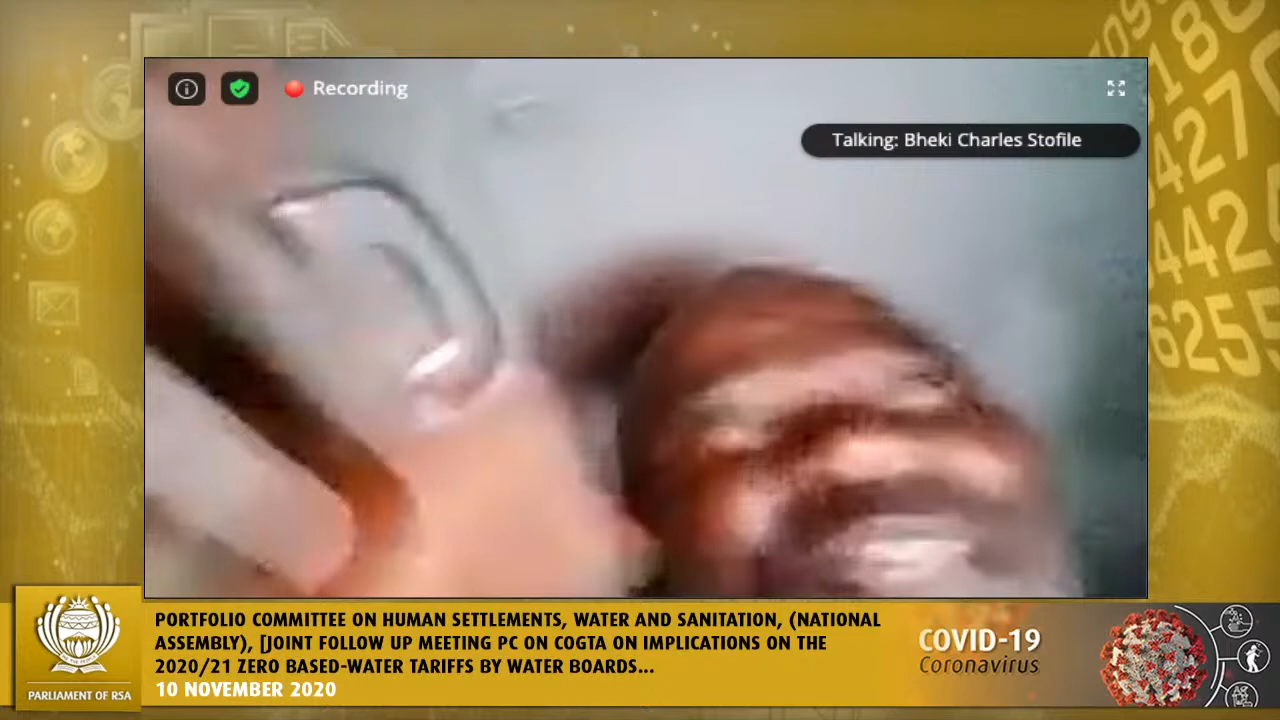 Recording
Talking: Bheki Charles Stofile
PORTFOLIO COMMITTEE ON HUMAN SETTLEMENTS, WATER AND SANITATION, (NATIONAL
ASSEMBLY), [JOINT FOLLOW UP MEETING PC ON COGTA ON IMPLICATIONS ON THE
2020/21 ZERO BASED-WATER TARIFFS BY WATER BOARDS...
10 NOVEMBER 2020
PARLIAMENT OF RSA
COVID-19
Coronavirus